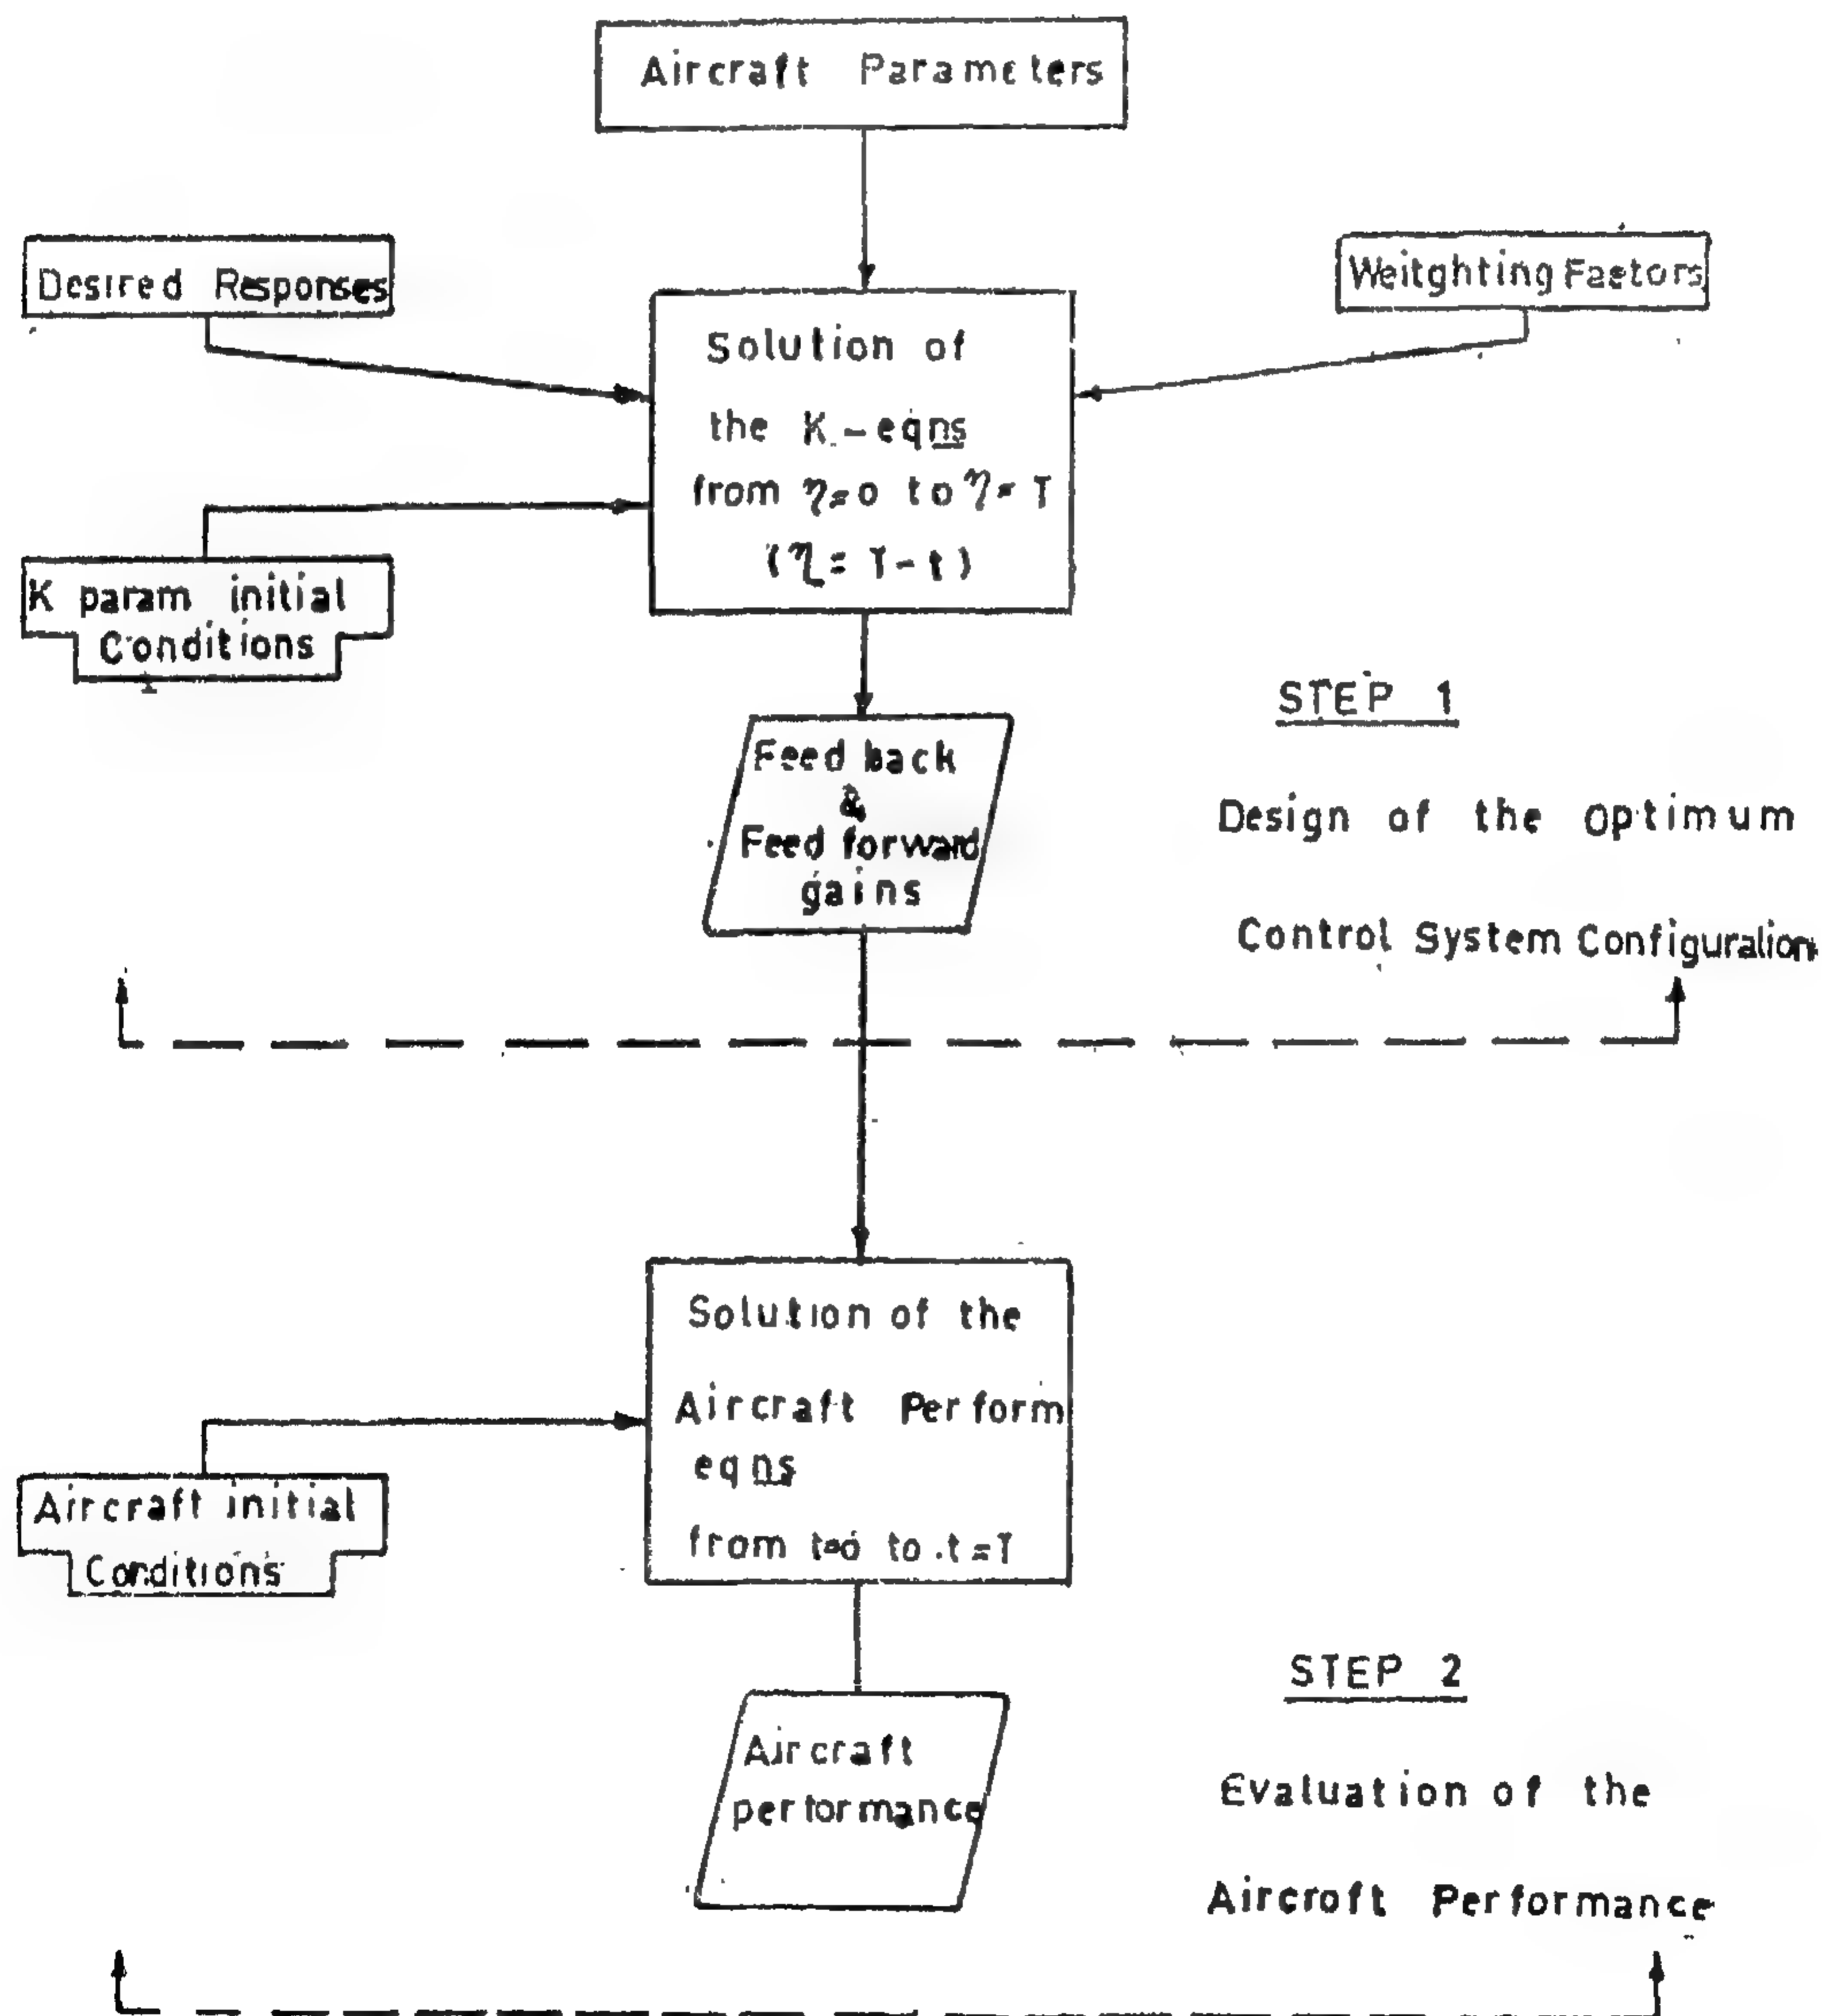 Aircraft Parameters
Desired Responses
Weitghting Factors
Solution of
the K-eqns
from η=0 to η=T
(η=T-t)
K param initial
Conditions
Feed back
&
Feed forward
gains
STEP 1
Design of the optimum
Control System Configuration
Solution of the
Aircraft Perform
eqns
from t=0 to t=T
Aircraft initial
Conditions
Aircraft
performance
STEP 2
Evaluation of the
Aircroft Performance